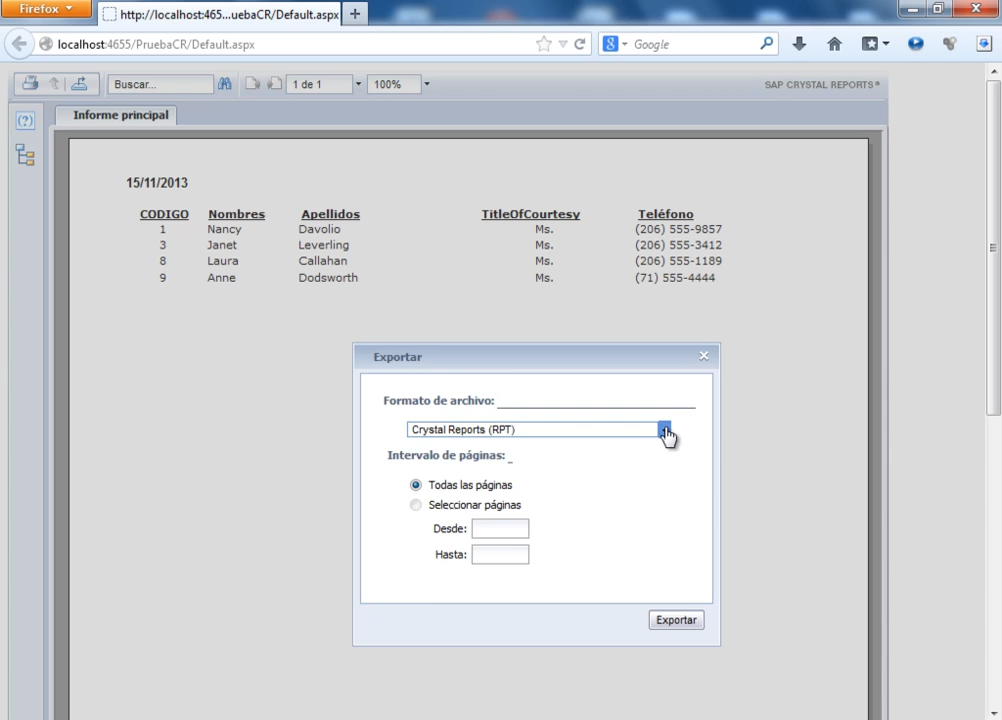 Firefox
http://localhost:465...uebaCR/Default.aspx
localhost:4655/PruebaCR/Default.aspx
Google
Buscar...
1 de 1
100%
SAP CRYSTAL REPORTS®
Informe principal
15/11/2013
CODIGO Nombres Apellidos TitleOfCourtesy Teléfono
1 Nancy Davolio Ms. (206) 555-9857
3 Janet Leverling Ms. (206) 555-3412
8 Laura Callahan Ms. (206) 555-1189
9 Anne Dodsworth Ms. (71) 555-4444
Exportar
Formato de archivo:
Crystal Reports (RPT)
Intervalo de páginas:
Todas las páginas
Seleccionar páginas
Desde:
Hasta:
Exportar